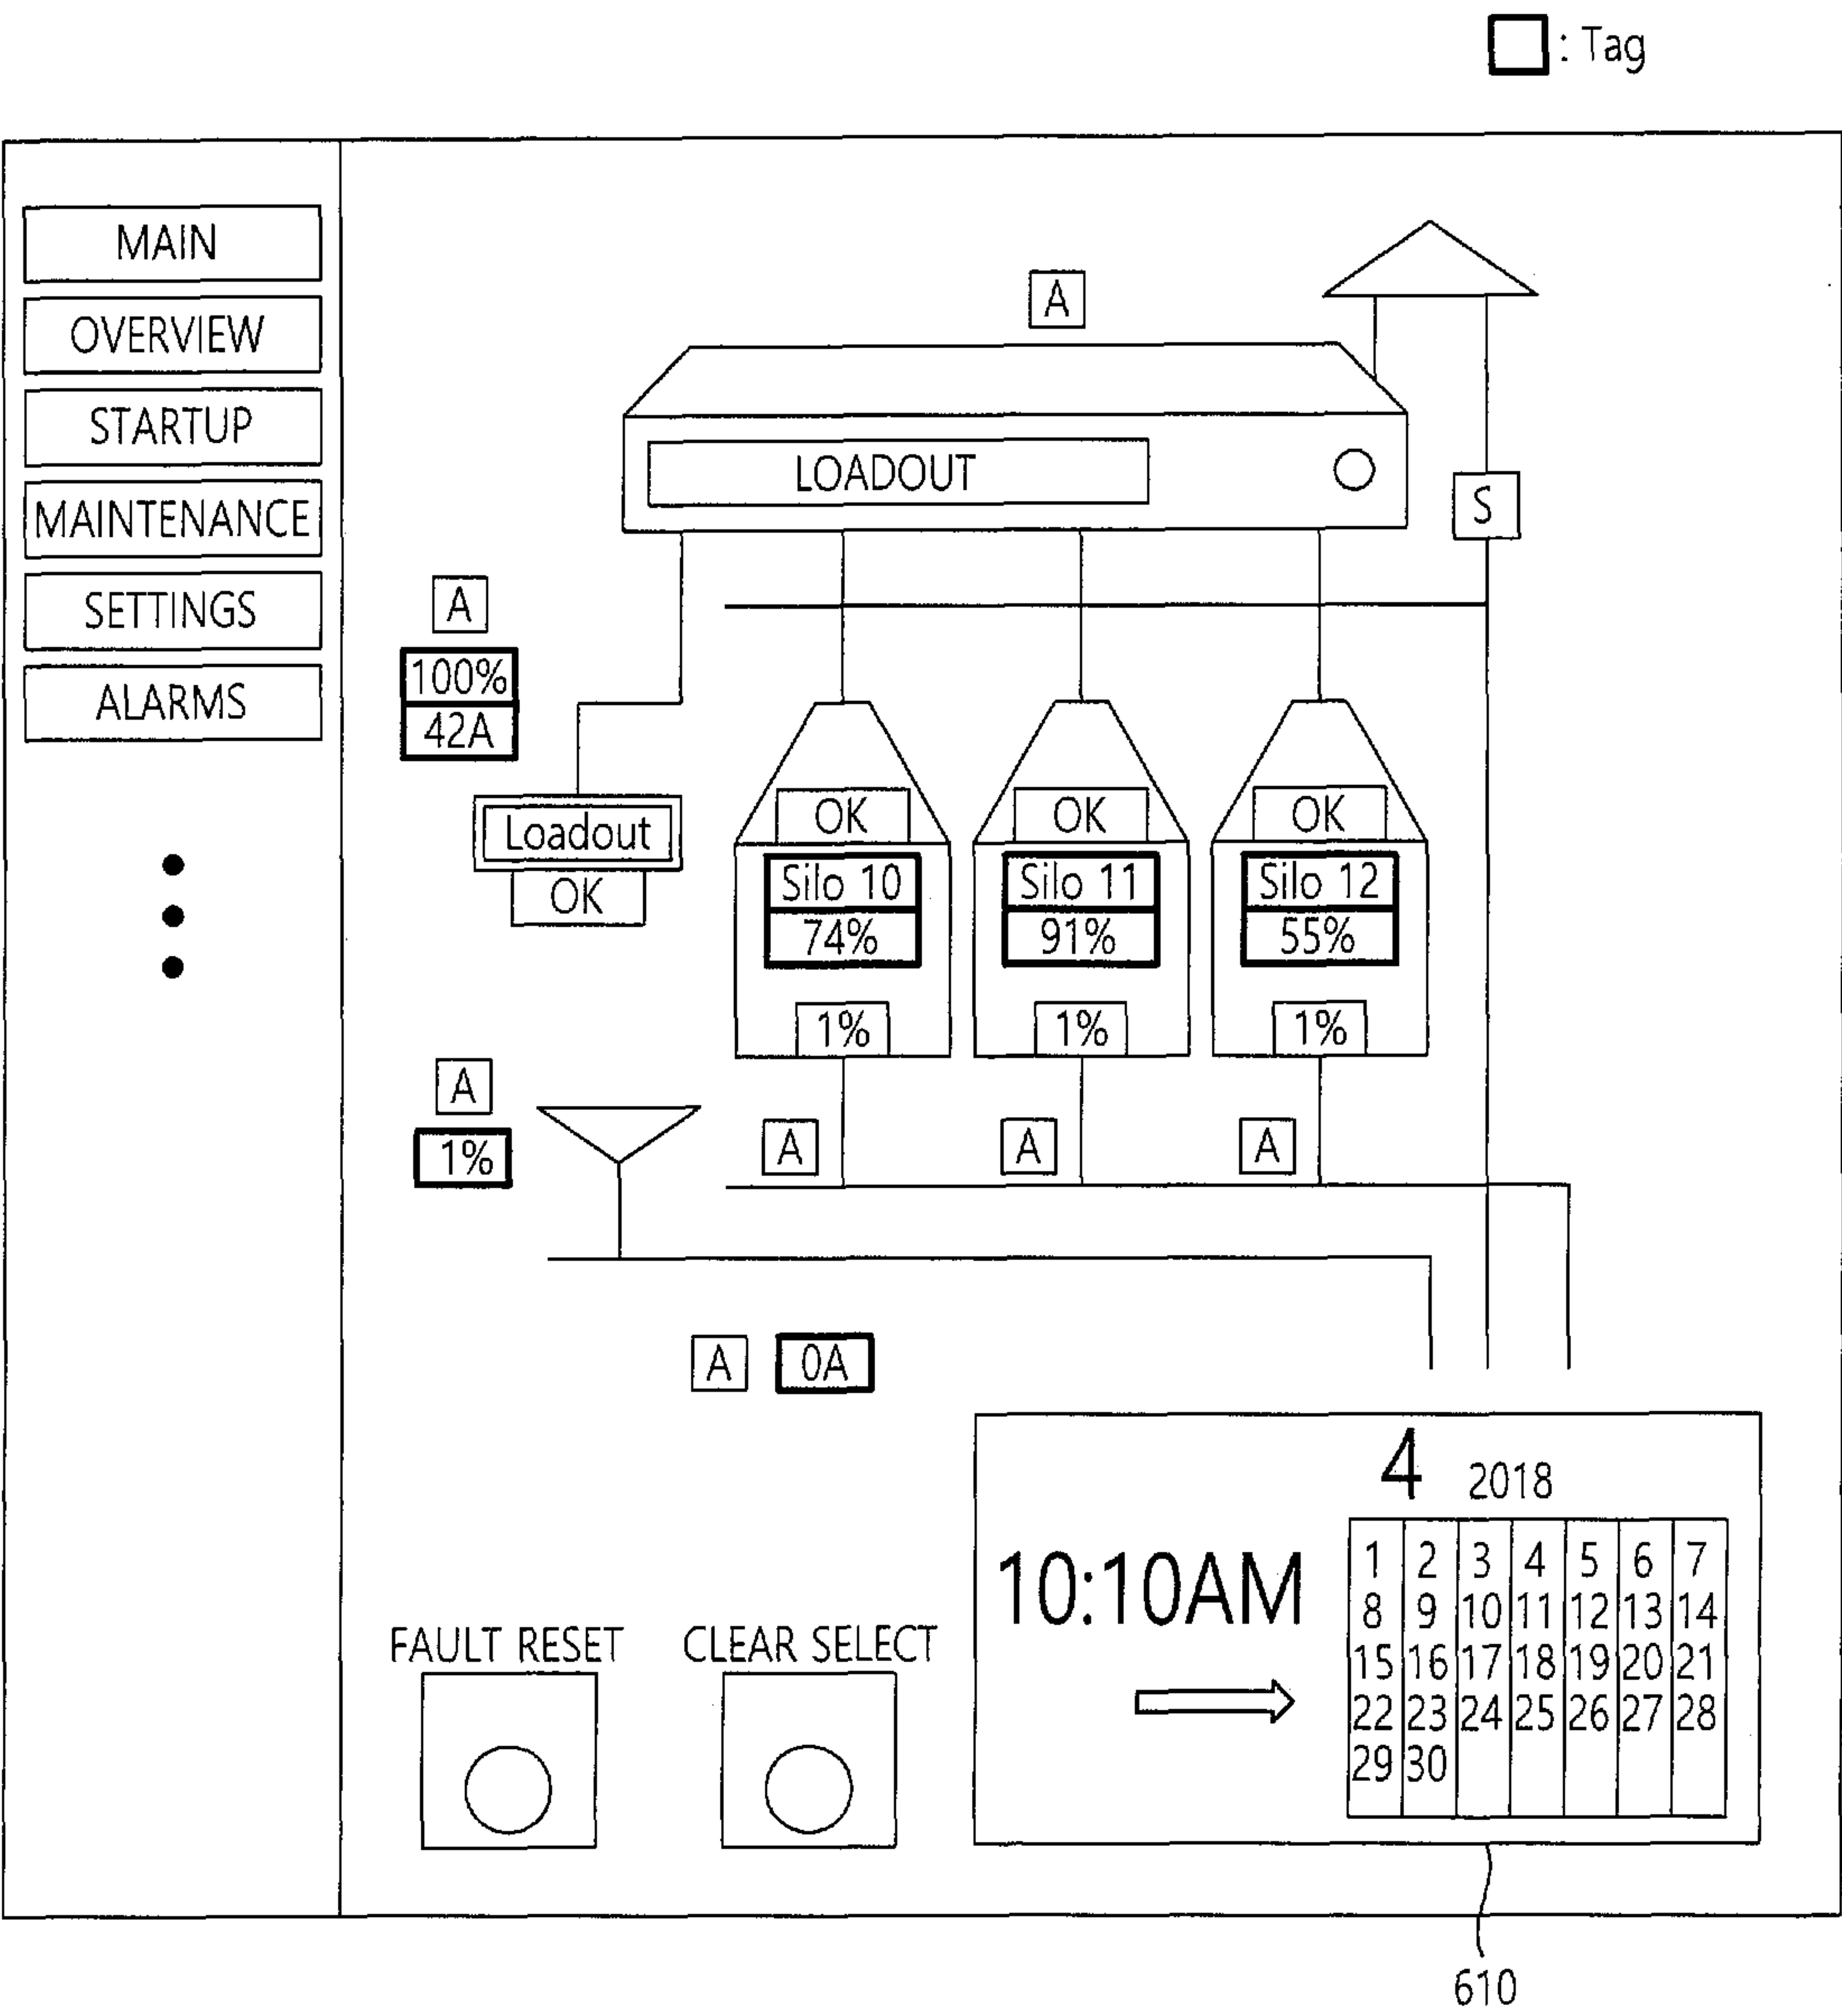 : Tag
MAIN
OVERVIEW
STARTUP
MAINTENANCE
SETTINGS
ALARMS
A
LOADOUT
S
A
100%
42A
Loadout
OK
OK
Silo 10
74%
1%
OK
Silo 11
91%
1%
OK
Silo 12
55%
1%
A
1%
A
A
A
A
0A
FAULT RESET
CLEAR SELECT
10:10AM
4 2018
1 2 3 4 5 6 7
8 9 10 11 12 13 14
15 16 17 18 19 20 21
22 23 24 25 26 27 28
29 30
610